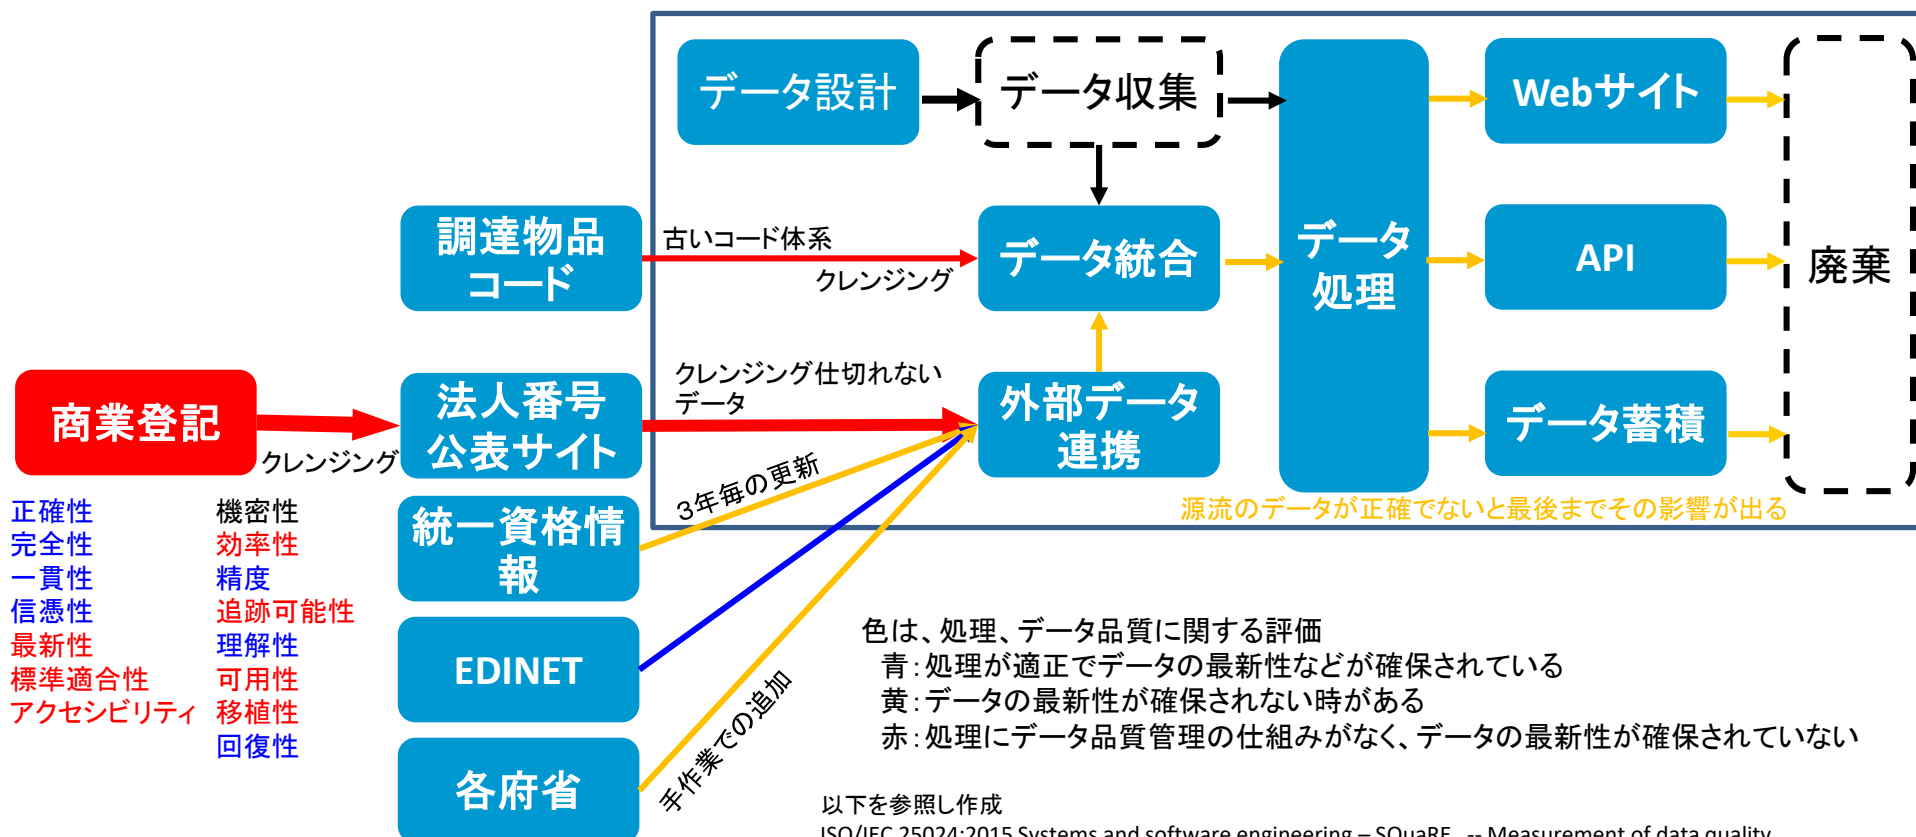 データ設計
データ収集
データ
処理
Webサイト
調達物品
コード
古いコード体系
クレンジング
データ統合
API
廃棄
商業登記
クレンジング
法人番号
公表サイト
クレンジング仕切れない
データ
外部データ
連携
データ蓄積
3年毎の更新
源流のデータが正確でないと最後までその影響が出る
正確性
完全性
一貫性
信憑性
最新性
標準適合性
アクセシビリティ
機密性
効率性
精度
追跡可能性
理解性
可用性
移植性
回復性
統一資格情
報
EDINET
各府省
手作業での追加
色は、処理、データ品質に関する評価
青：処理が適正でデータの最新性などが確保されている
黄：データの最新性が確保されない時がある
赤：処理にデータ品質管理の仕組みがなく、データの最新性が確保されていない
以下を参照し作成
ISO/IEC 25024:2015 Systems and software engineering – SQuaRE -- Measurement of data quality